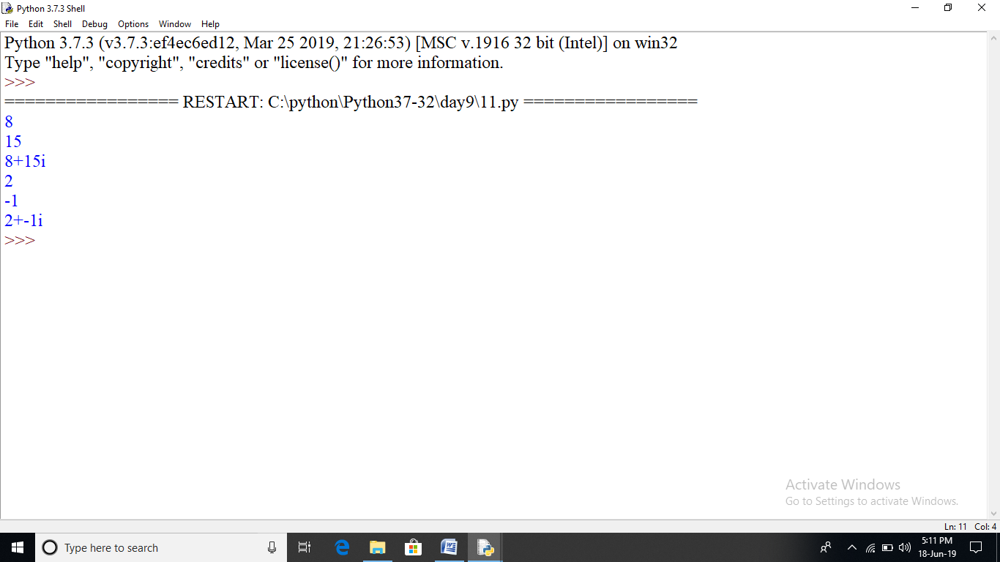 Python 3.7.3 Shell
File Edit Shell Debug Options Window Help
Python 3.7.3 (v3.7.3:ef4ec6ed12, Mar 25 2019, 21:26:53) [MSC v.1916 32 bit (Intel)] on win32
Type "help", "copyright", "credits" or "license()" for more information.
>>>
================= RESTART: C:\python\Python37-32\day9\11.py =================
8
15
8+15i
2
-1
2+-1i
>>>
Activate Windows
Go to Settings to activate Windows.
Ln: 11 Col: 4
Type here to search
5:11 PM
18-Jun-19